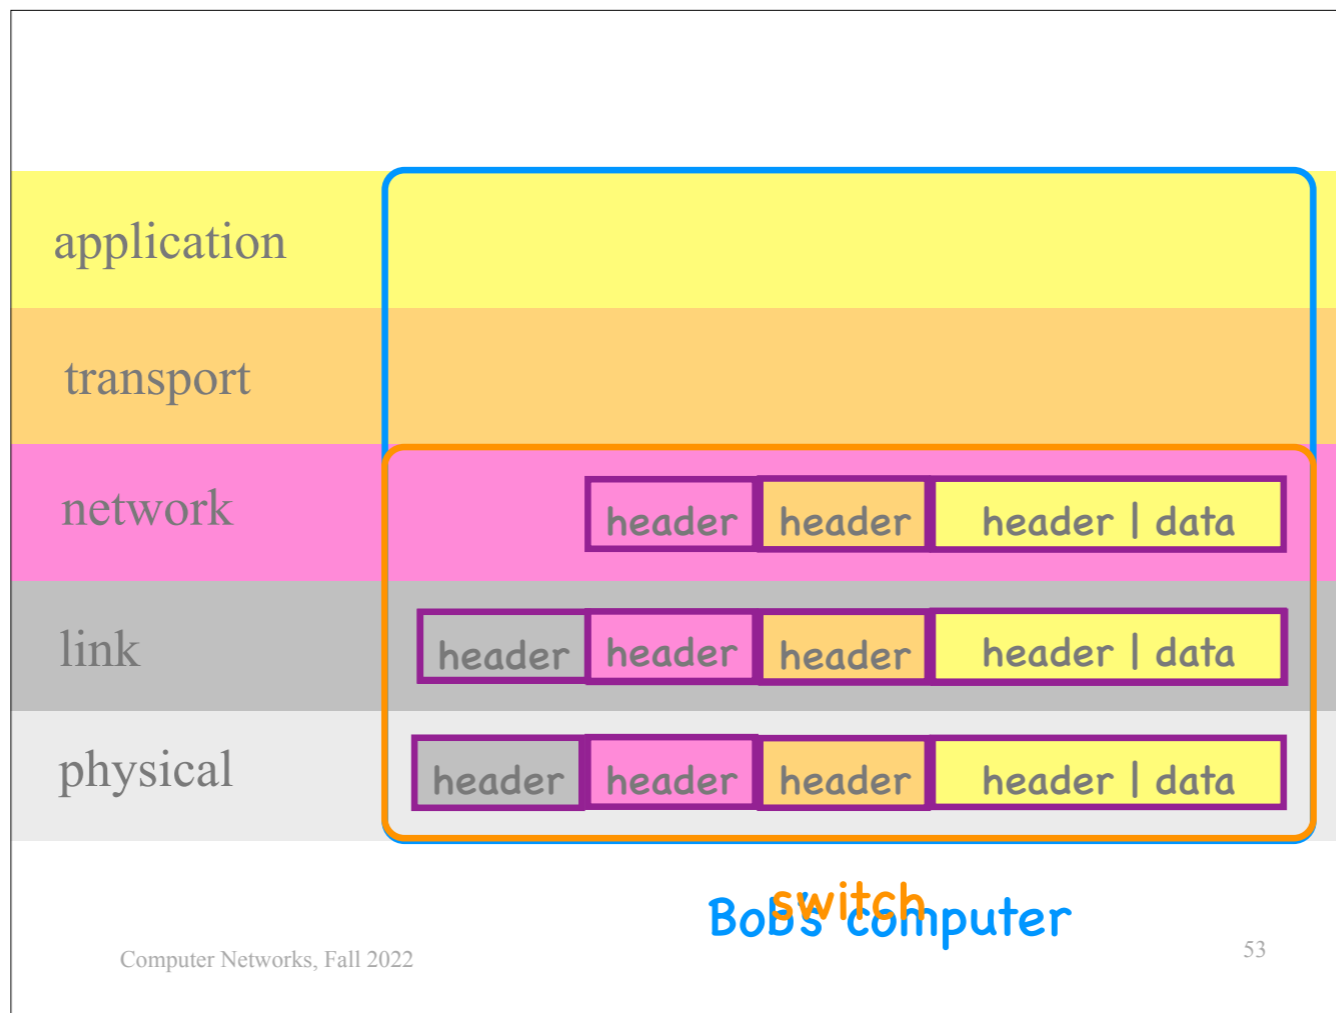 application
transport
network
header header header | data
link
header header header header | data
physical
header header header header | data
switch
Bob's computer
Computer Networks, Fall 2022
53